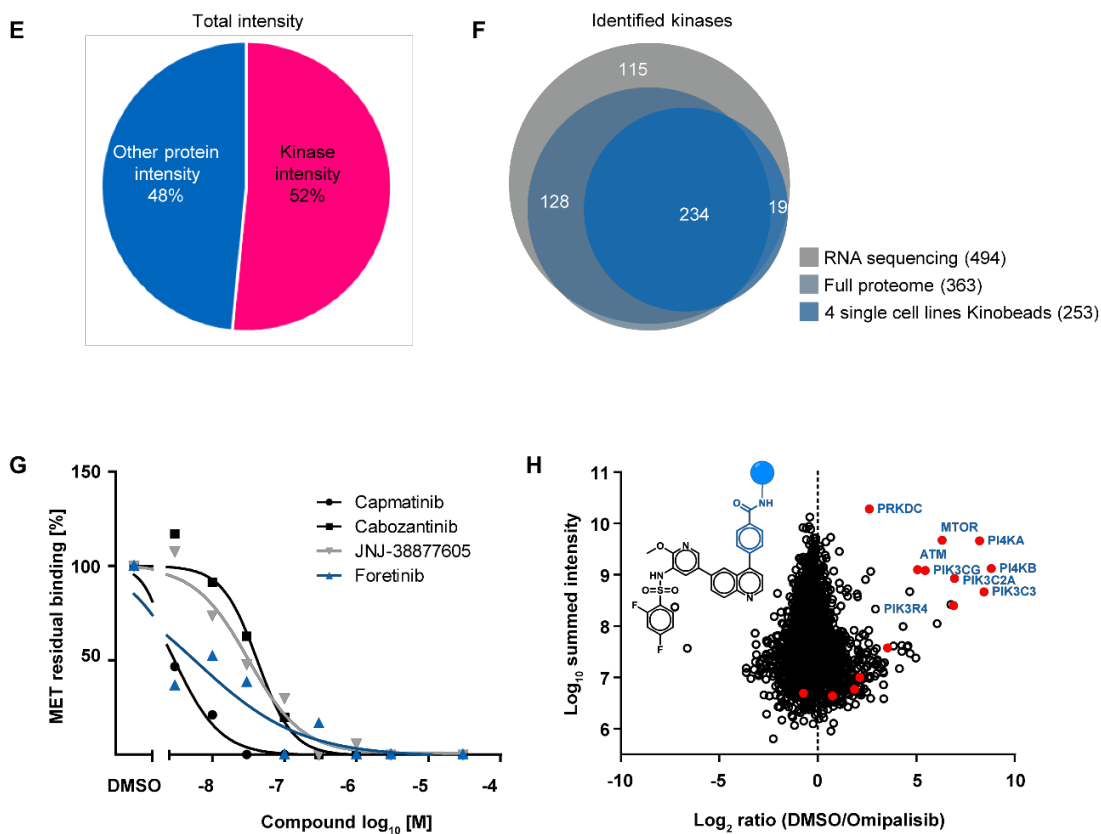 E
Total intensity
Other protein
intensity
48%
Kinase
intensity
52%
F
Identified kinases
115
128
234
19
RNA sequencing (494)
Full proteome (363)
4 single cell lines Kinobeads (253)
G
MET residual binding [%]
150
100
50
Capmatinib
Cabozantinib
JNJ-38877605
Foretinib
DMSO
-8
-7
-6
-5
-4
Compound log₁₀ [M]
H
Log₁₀ summed intensity
11
10
9
8
7
6
-10
-5
0
5
10
Log₂ ratio (DMSO/Omipalisib)
O
NH
N
O
HN
O
S
O
F
F
N
PRKDC
MTOR
PI4KA
ATM
PIK3CG
PI4KB
PIK3C2A
PIK3C3
PIK3R4